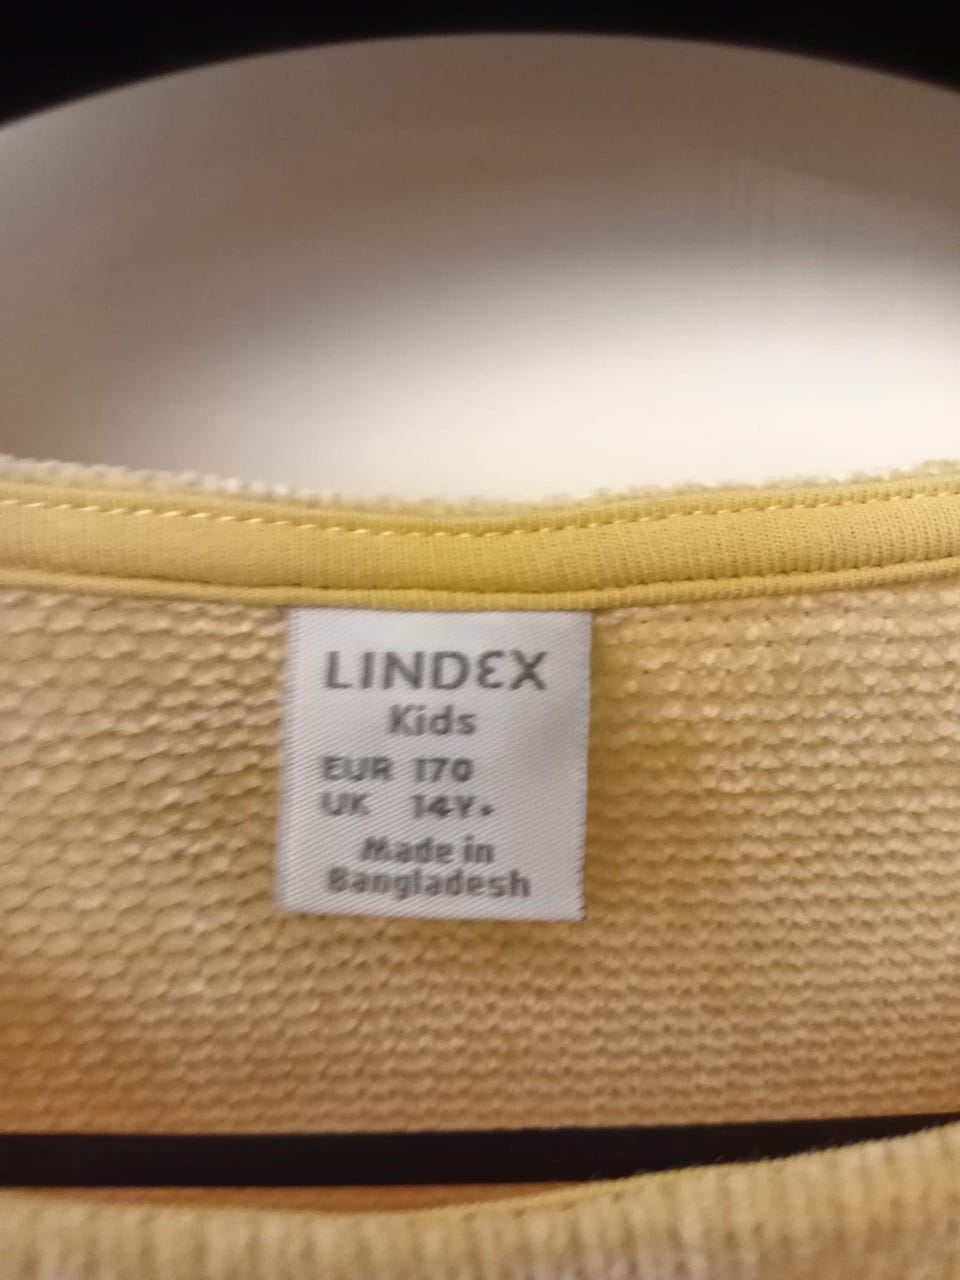 LINDEX
Kids
EUR 170
UK 14Y+
Made in
Bangladesh